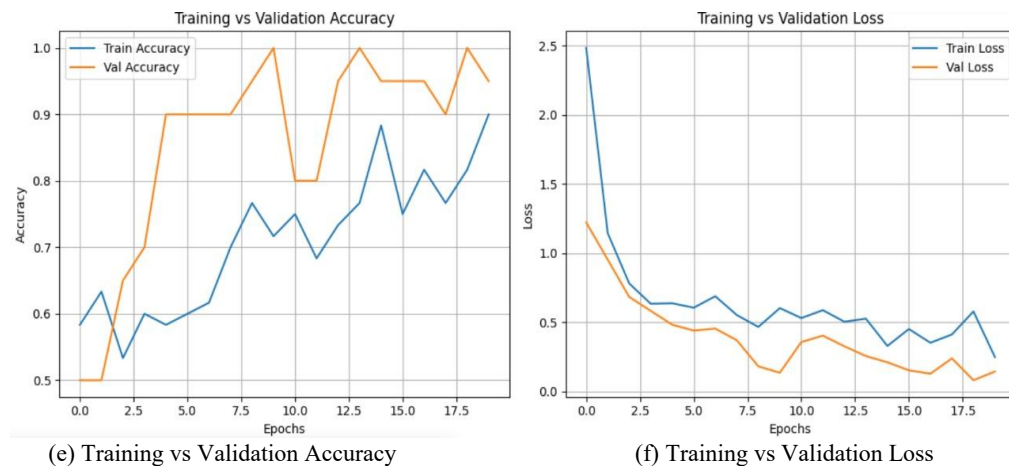 Training vs Validation Accuracy
Train Accuracy
Val Accuracy
1.0
0.9
0.8
0.7
0.6
0.5
Accuracy
0.0 2.5 5.0 7.5 10.0 12.5 15.0 17.5
Epochs
(e) Training vs Validation Accuracy
Training vs Validation Loss
Train Loss
Val Loss
2.5
2.0
1.5
1.0
0.5
0.0
Loss
0.0 2.5 5.0 7.5 10.0 12.5 15.0 17.5
Epochs
(f) Training vs Validation Loss